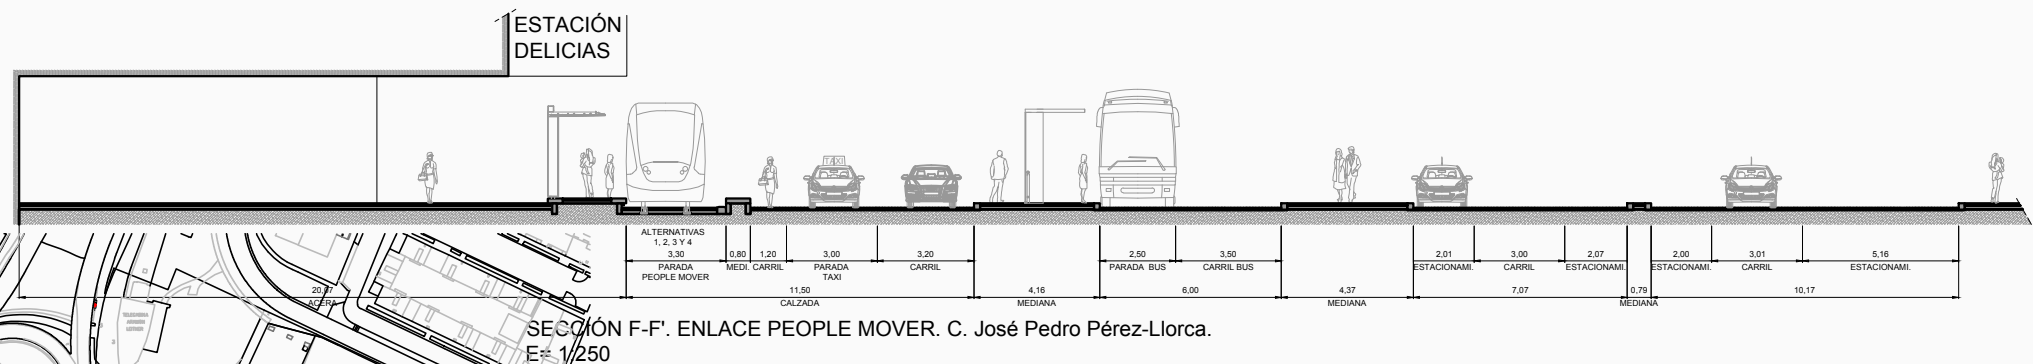 ESTACIÓN
DELICIAS
TAXI
ALTERNATIVAS
1, 2, 3 Y 4
3,30
PARADA
PEOPLE MOVER
0,80
MEDI.
1,20
CARRIL
3,00
PARADA
TAXI
3,20
CARRIL
2,50
PARADA BUS
3,50
CARRIL BUS
2,01
ESTACIONAMI.
3,00
CARRIL
2,07
ESTACIONAMI.
2,00
ESTACIONAMI.
3,01
CARRIL
5,16
ESTACIONAMI.
ACERA
11,50
CALZADA
4,16
MEDIANA
6,00
4,37
MEDIANA
7,07
0,79
MEDIANA
10,17
SECCIÓN F-F'. ENLACE PEOPLE MOVER. C. José Pedro Pérez-Llorca.
E= 1:250